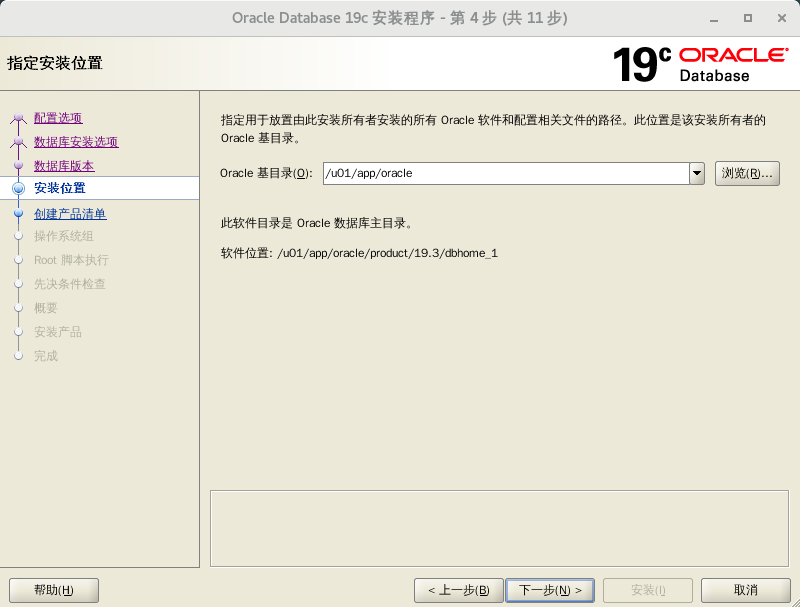 Oracle Database 19c 安装程序 - 第 4 步 (共 11 步)
指定安装位置
19c ORACLE
Database
配置选项
数据库安装选项
数据库版本
安装位置
创建产品清单
操作系统组
Root 脚本执行
先决条件检查
概要
安装产品
完成
指定用于放置由此安装所有者安装的所有 Oracle 软件和配置相关文件的路径。此位置是该安装所有者的
Oracle 基目录。
Oracle 基目录(O): /u01/app/oracle 浏览(R)...
此软件目录是 Oracle 数据库主目录。
软件位置: /u01/app/oracle/product/19.3/dbhome_1
帮助(H) < 上一步(B) 下一步(N) > 安装(I) 取消